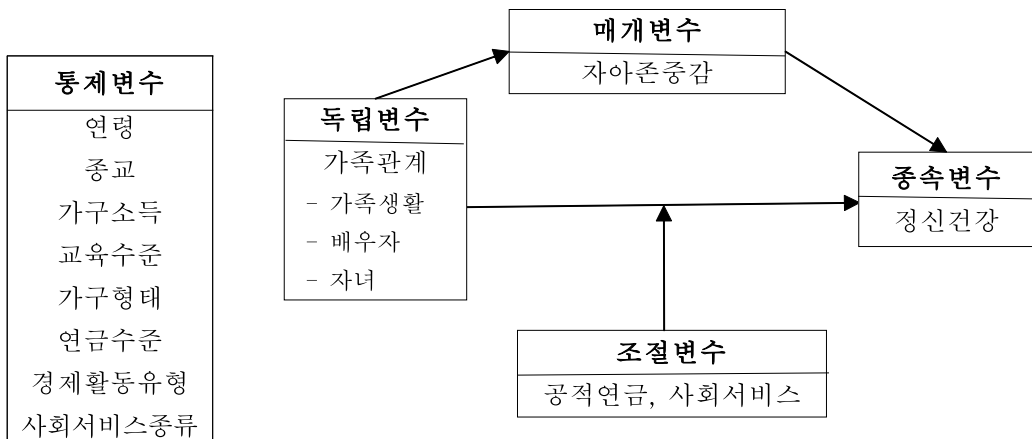 통제변수
연령
종교
가구소득
교육수준
가구형태
연금수준
경제활동유형
사회서비스종류
독립변수
가족관계
- 가족생활
- 배우자
- 자녀
매개변수
자아존중감
종속변수
정신건강
조절변수
공적연금, 사회서비스